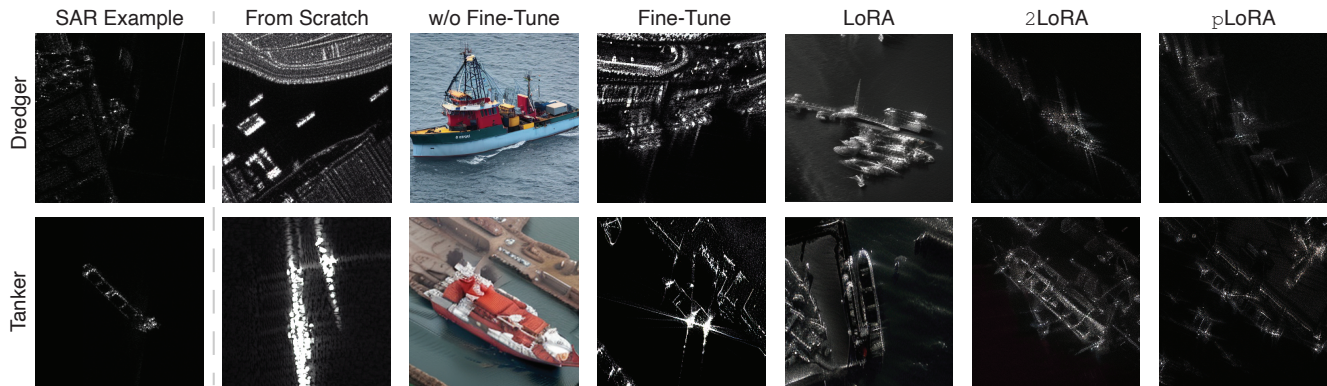 SAR Example From Scratch w/o Fine-Tune Fine-Tune LoRA 2LoRA pLoRA
Dredger
Tanker